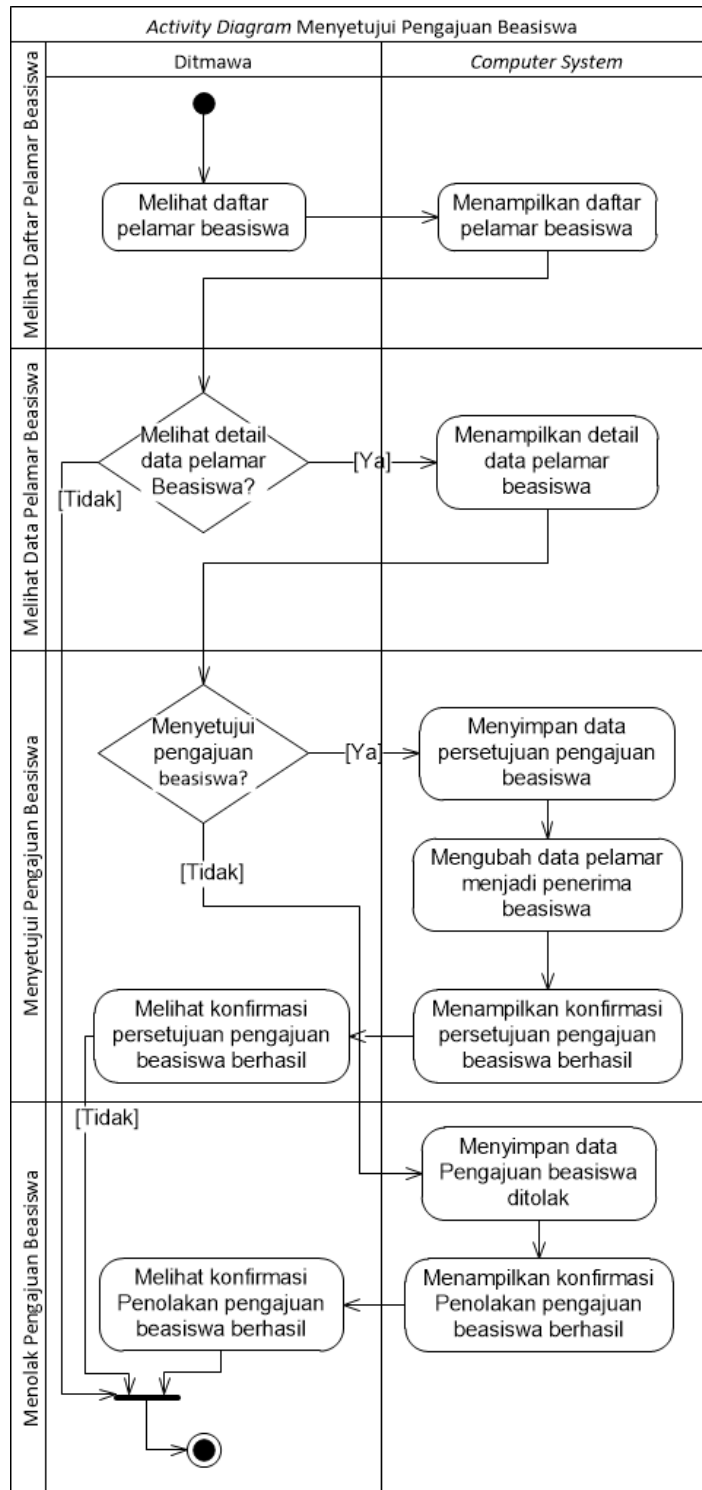 Activity Diagram Menyetujui Pengajuan Beasiswa
Ditmawa
Computer System
Melihat Daftar Pelamar Beasiswa
Melihat daftar
pelamar beasiswa
Menampilkan daftar
pelamar beasiswa
Melihat Data Pelamar Beasiswa
Melihat detail
data pelamar
Beasiswa?
[Ya]
[Tidak]
Menampilkan detail
data pelamar
beasiswa
Menyetujui Pengajuan Beasiswa
Menyetujui
pengajuan
beasiswa?
[Ya]
[Tidak]
Menyimpan data
persetujuan pengajuan
beasiswa
Mengubah data pelamar
menjadi penerima
beasiswa
Melihat konfirmasi
persetujuan pengajuan
beasiswa berhasil
Menampilkan konfirmasi
persetujuan pengajuan
beasiswa berhasil
Menolak Pengajuan Beasiswa
[Tidak]
Menyimpan data
Pengajuan beasiswa
ditolak
Melihat konfirmasi
Penolakan pengajuan
beasiswa berhasil
Menampilkan konfirmasi
Penolakan pengajuan
beasiswa berhasil